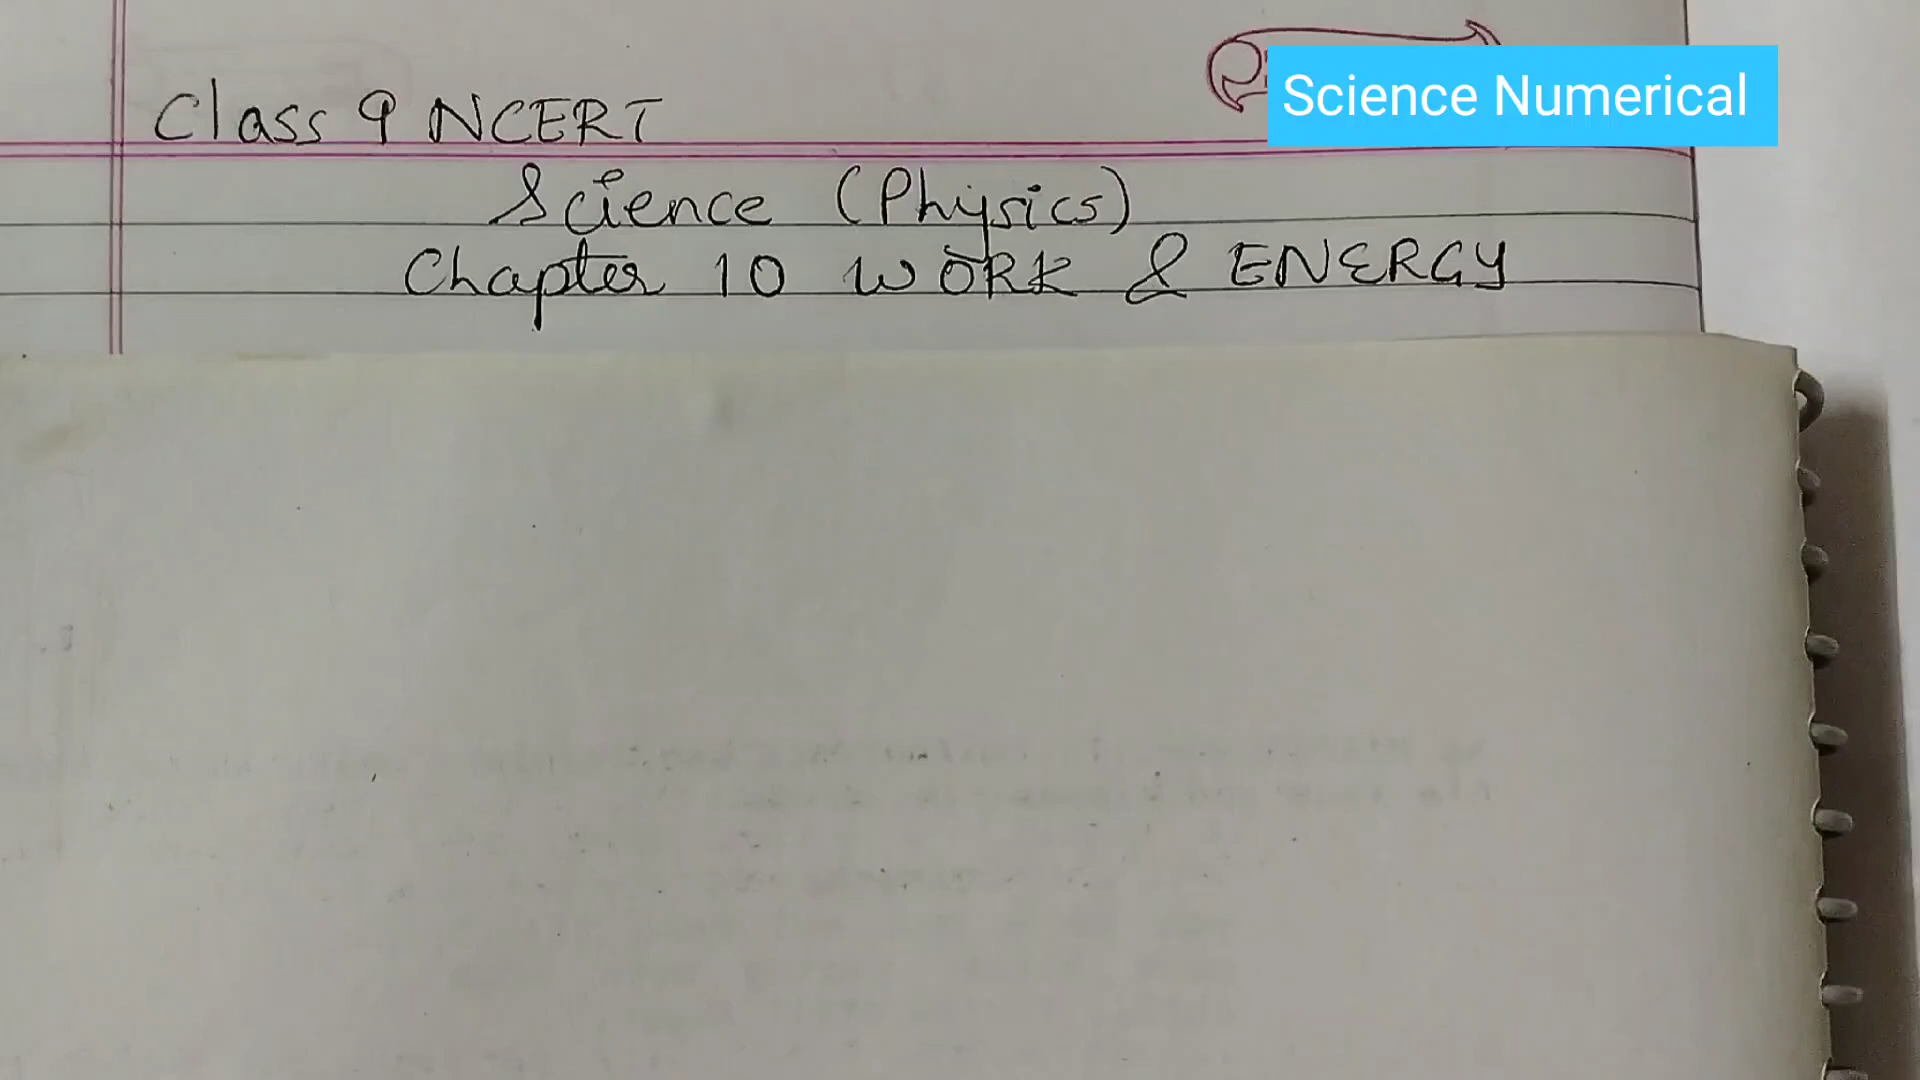 Science Numerical
Class 9 NCERT
Science (Physics)
Chapter 10 WORK & ENERGY